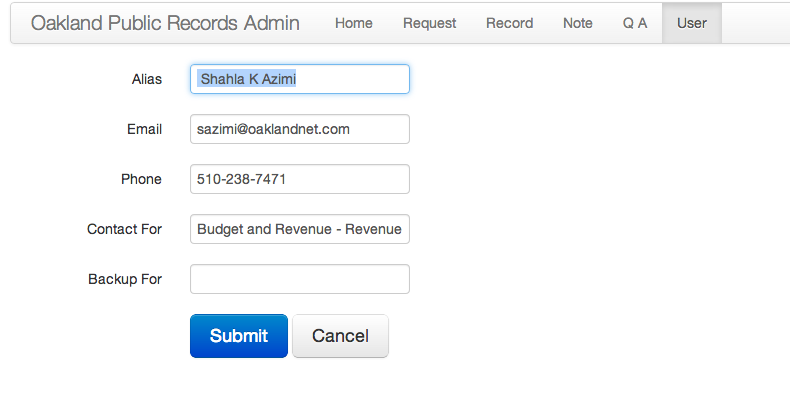 Oakland Public Records Admin Home Request Record Note Q A User
Alias Shahla K Azimi
Email sazimi@oaklandnet.com
Phone 510-238-7471
Contact For Budget and Revenue - Revenue
Backup For
Submit Cancel